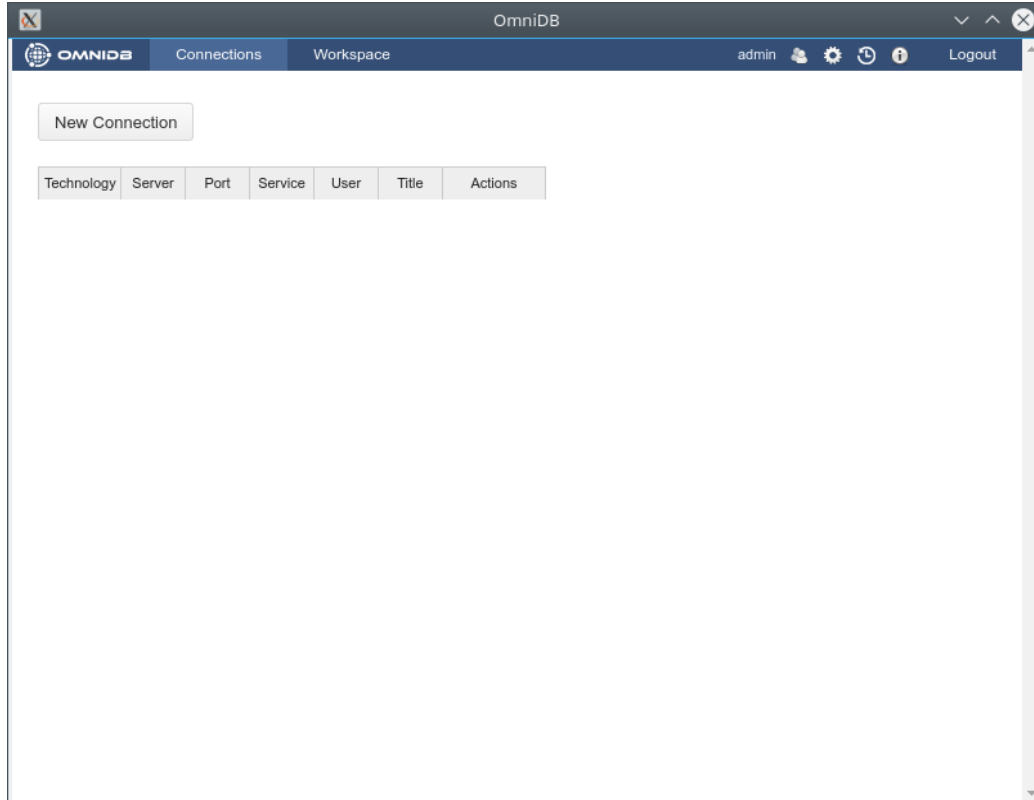 OmniDB
OMNIDB Connections Workspace admin Logout
New Connection
Technology Server Port Service User Title Actions